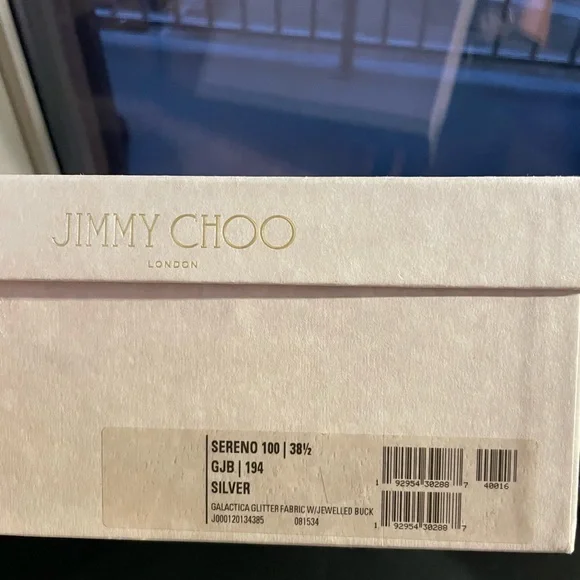 JIMMY CHOO
LONDON
SERENO 100 | 38½
GJB | 194
SILVER
GALACTICA GLITTER FABRIC W/JEWELLED BUCK
J000120134385 081534
1 92954 30288 7 40016
1 92954 30288 7